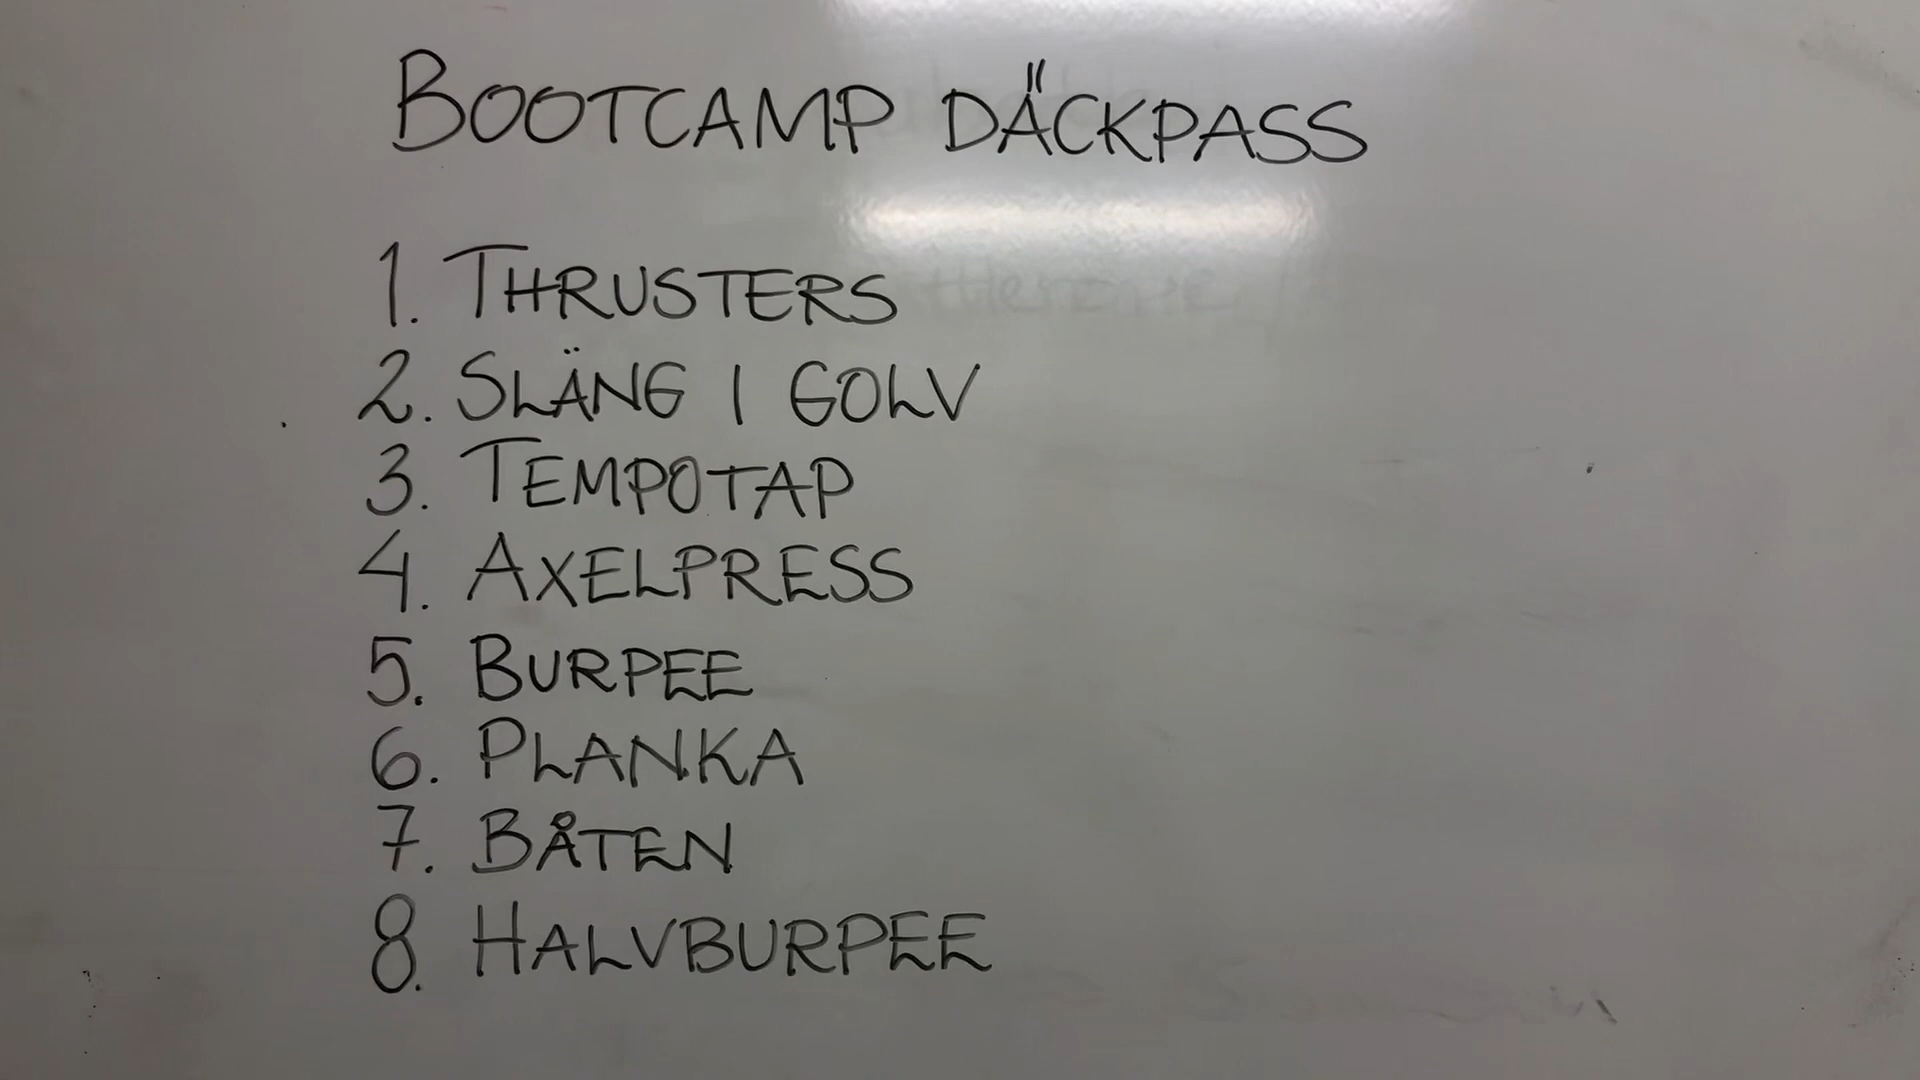 BOOTCAMP DÄCKPASS
1. THRUSTERS
2. SLÄNG I GOLV
3. TEMPOTAP
4. AXELPRESS
5. BURPEE
6. PLANKA
7. BÅTEN
8. HALVBURPEE